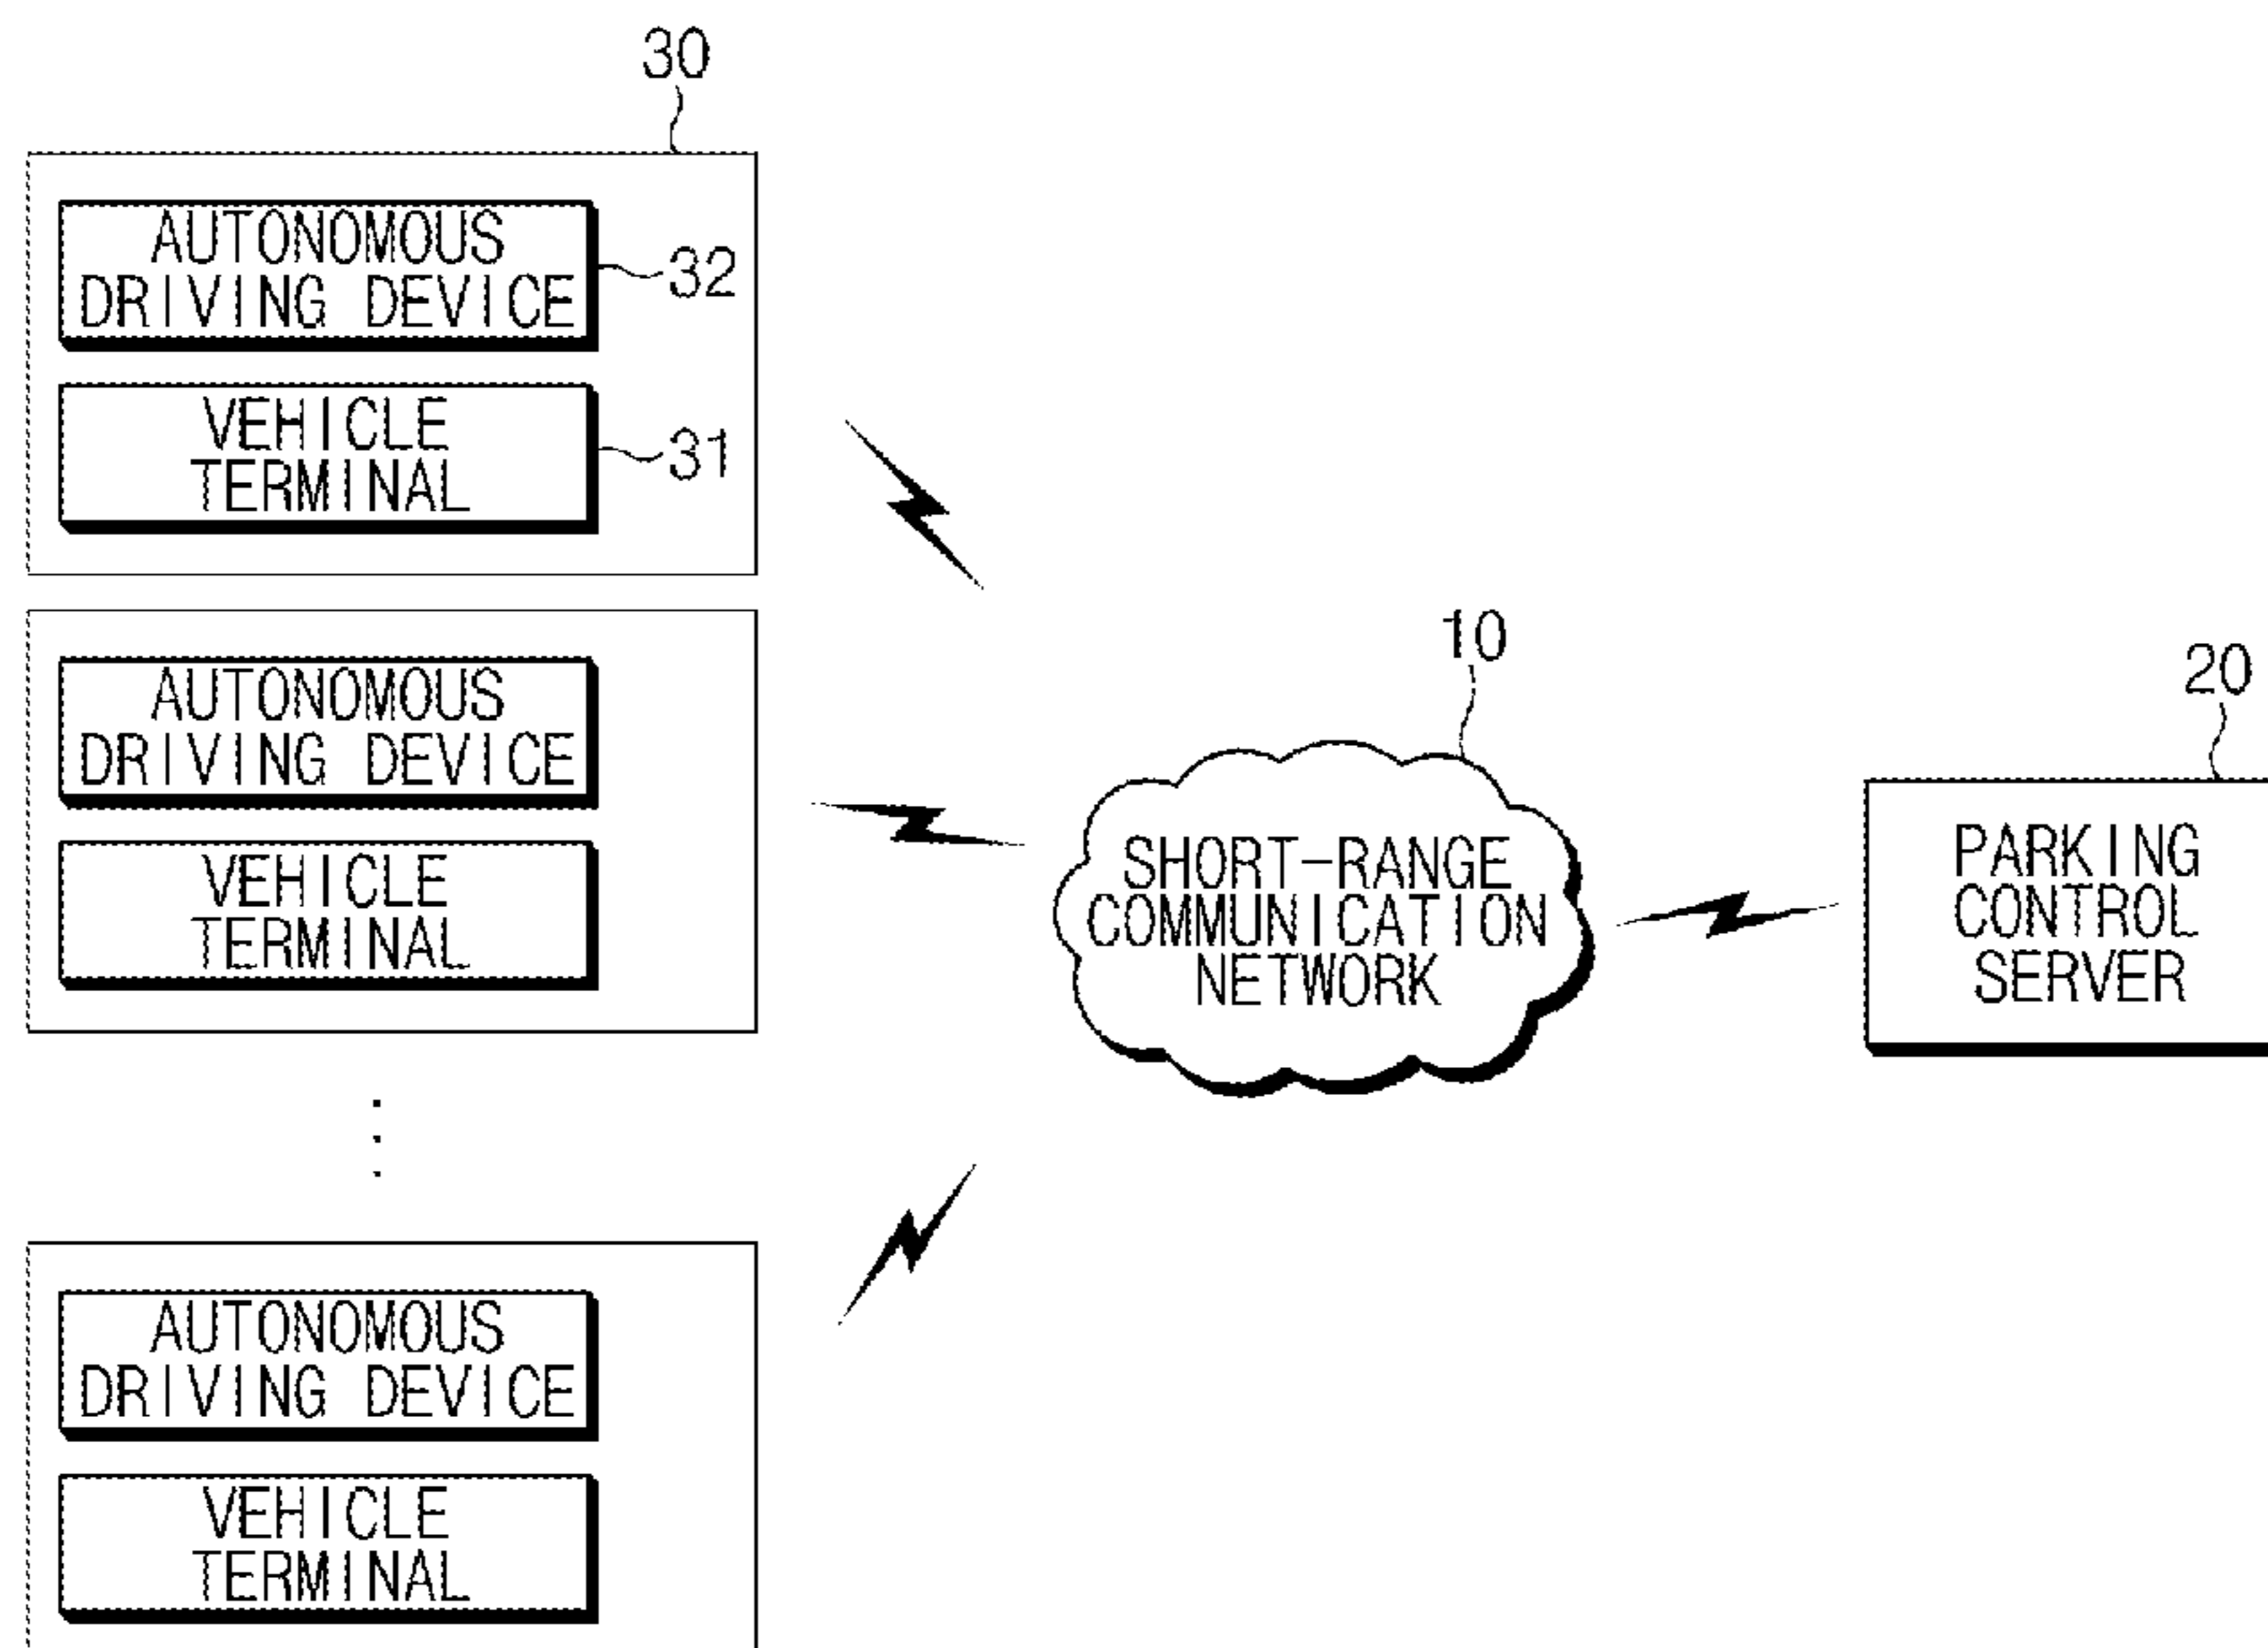 30
AUTONOMOUS
DRIVING DEVICE
32
VEHICLE
TERMINAL
31
AUTONOMOUS
DRIVING DEVICE
VEHICLE
TERMINAL
10
SHORT-RANGE
COMMUNICATION
NETWORK
20
PARKING
CONTROL
SERVER
AUTONOMOUS
DRIVING DEVICE
VEHICLE
TERMINAL